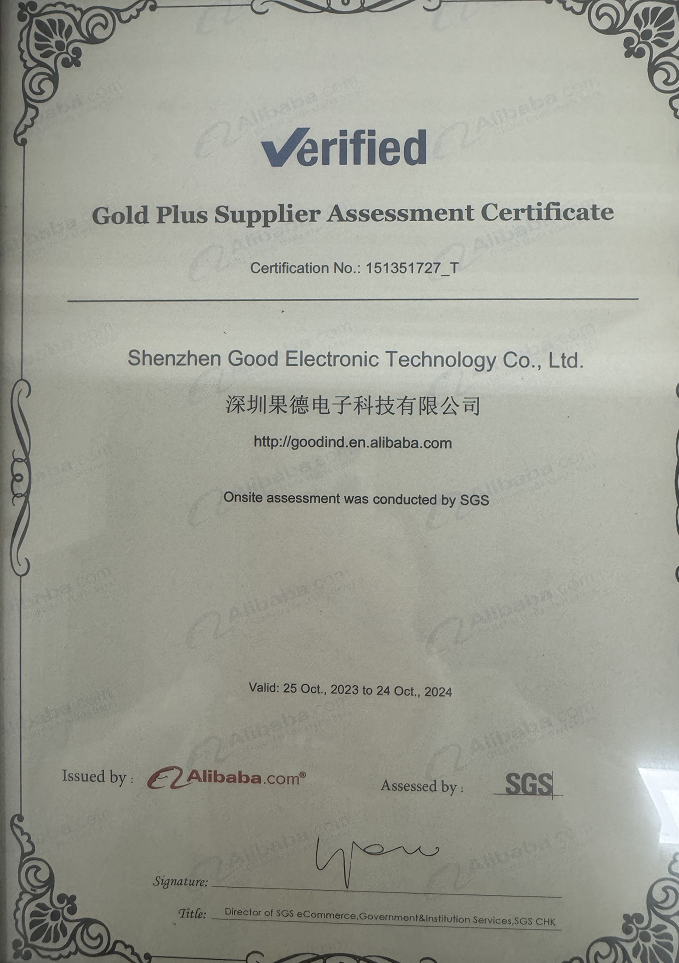 Verified
Gold Plus Supplier Assessment Certificate
Certification No.: 151351727_T
Shenzhen Good Electronic Technology Co., Ltd.
深圳果德电子科技有限公司
http://goodind.en.alibaba.com
Onsite assessment was conducted by SGS
Valid: 25 Oct., 2023 to 24 Oct., 2024
Issued by : Alibaba.com®
Assessed by : SGS
Signature:
Title: Director of SGS eCommerce,Government&Institution Services,SGS CHK